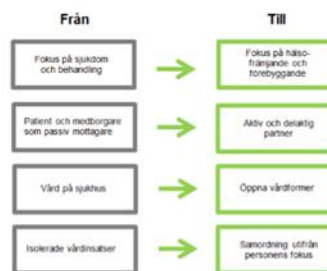 Från
Till
Fokus på sjukdom
och behandling
Fokus på hälso-
främjande och
förebyggande
Patient och medborgare
som passiv mottagare
Aktiv och delaktig
partner
Vård på sjukhus
Öppna vårdformer
Isolerade vårdinsatser
Samordning utifrån
personens fokus